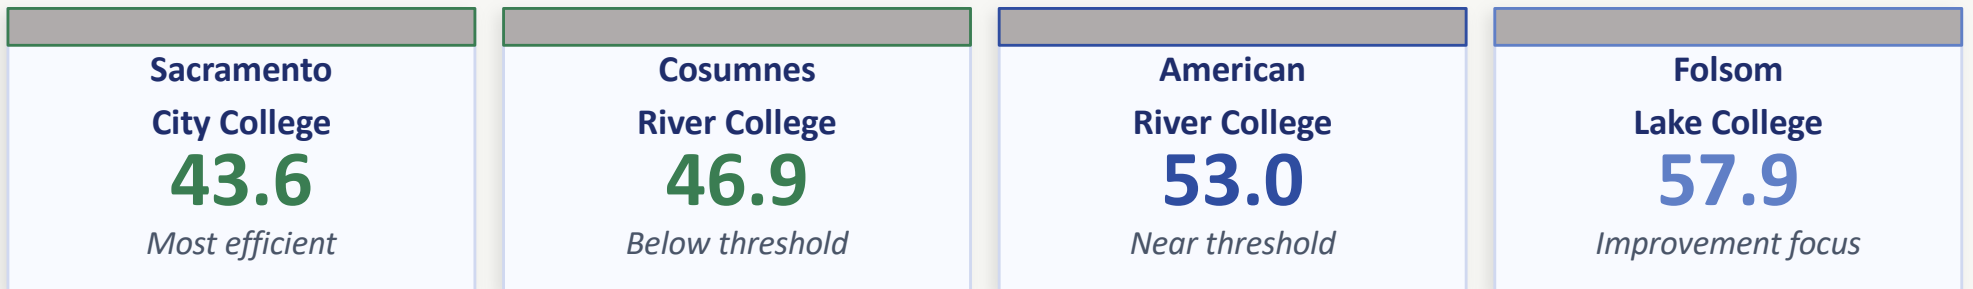 Sacramento
City College
43.6
Most efficient
Cosumnes
River College
46.9
Below threshold
American
River College
53.0
Near threshold
Folsom
Lake College
57.9
Improvement focus